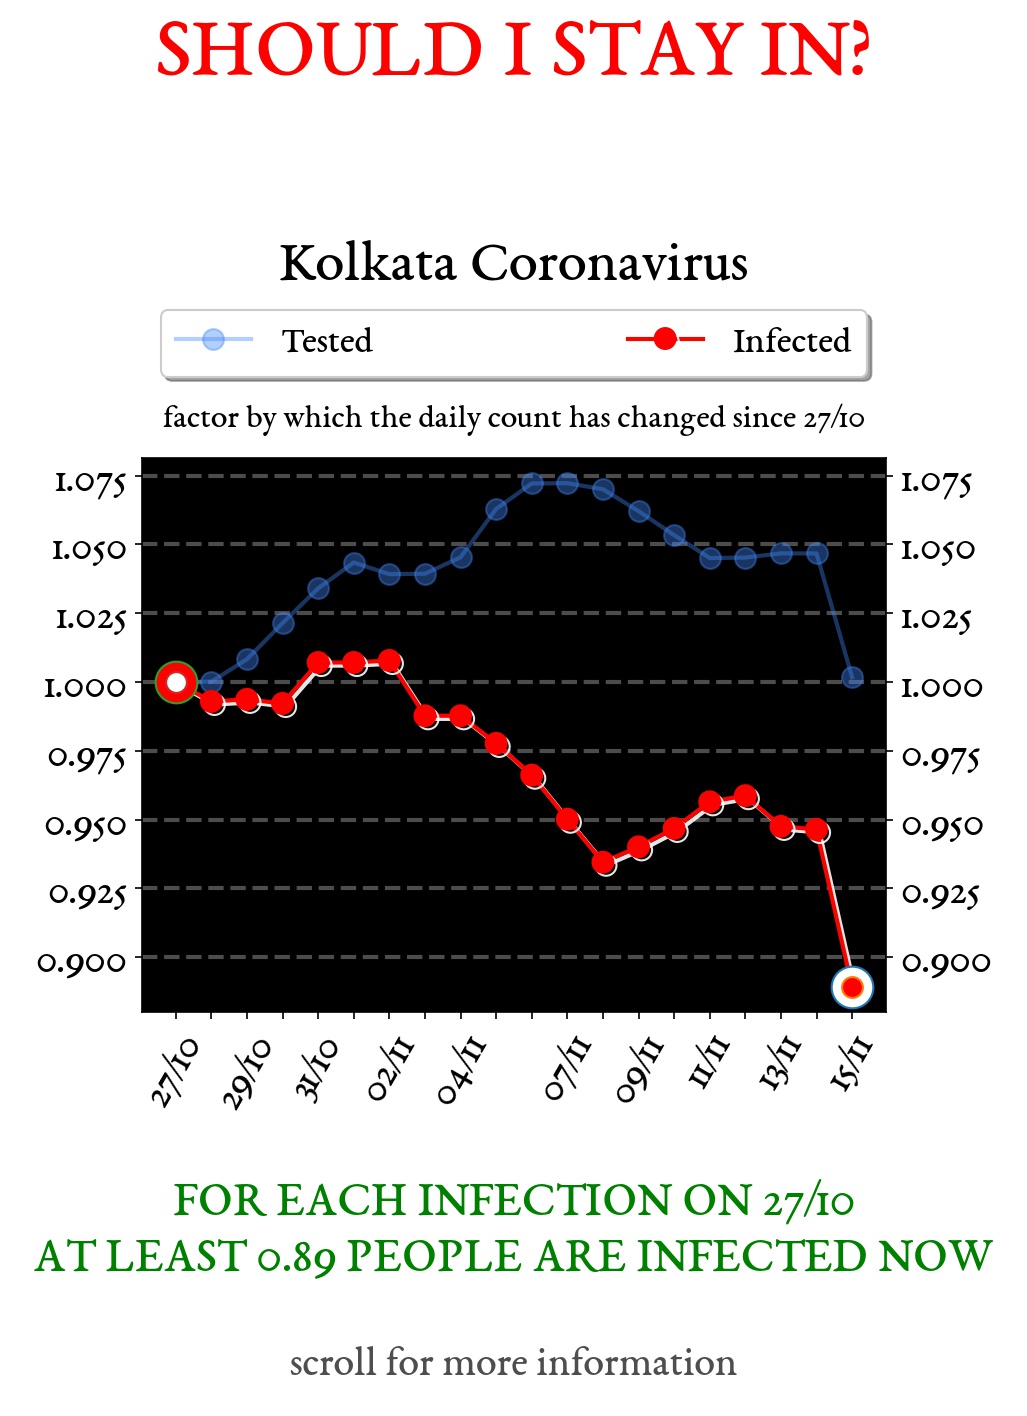 SHOULD I STAY IN?
Kolkata Coronavirus
Tested Infected
factor by which the daily count has changed since 27/10
1.075 1.075
1.050 1.050
1.025 1.025
1.000 1.000
0.975 0.975
0.950 0.950
0.925 0.925
0.900 0.900
27/10 29/10 31/10 02/11 04/11 07/11 09/11 11/11 13/11 15/11
FOR EACH INFECTION ON 27/10
AT LEAST 0.89 PEOPLE ARE INFECTED NOW
scroll for more information